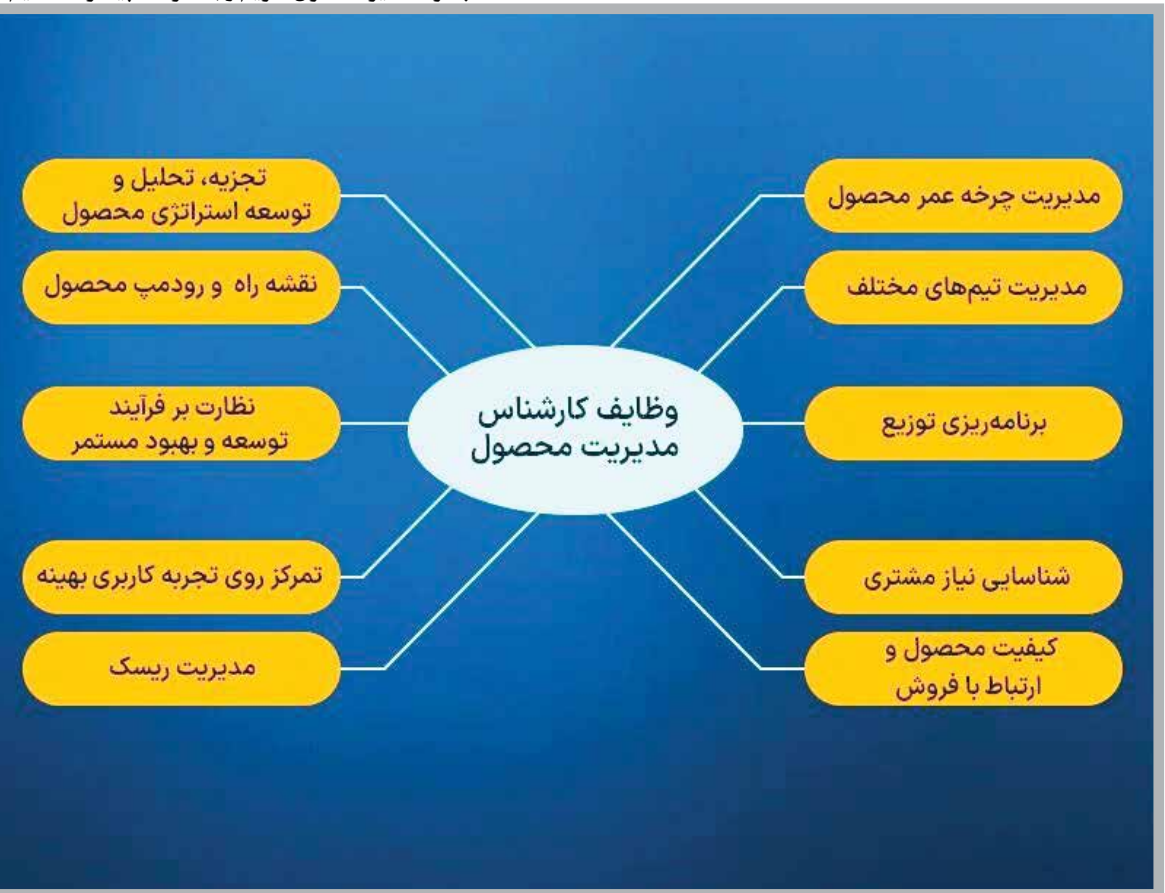 وظایف کارشناس
مدیریت محصول
مدیریت چرخه عمر محصول
مدیریت تیم‌های مختلف
برنامه‌ریزی توزیع
شناسایی نیاز مشتری
کیفیت محصول و
ارتباط با فروش
تجزیه، تحلیل و
توسعه استراتژی محصول
نقشه راه و رودمپ محصول
نظارت بر فرآیند
توسعه و بهبود مستمر
تمرکز روی تجربه کاربری بهینه
مدیریت ریسک